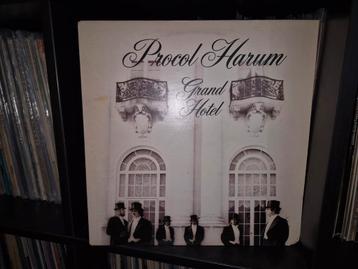 Procol Harum
Grand
Hotel